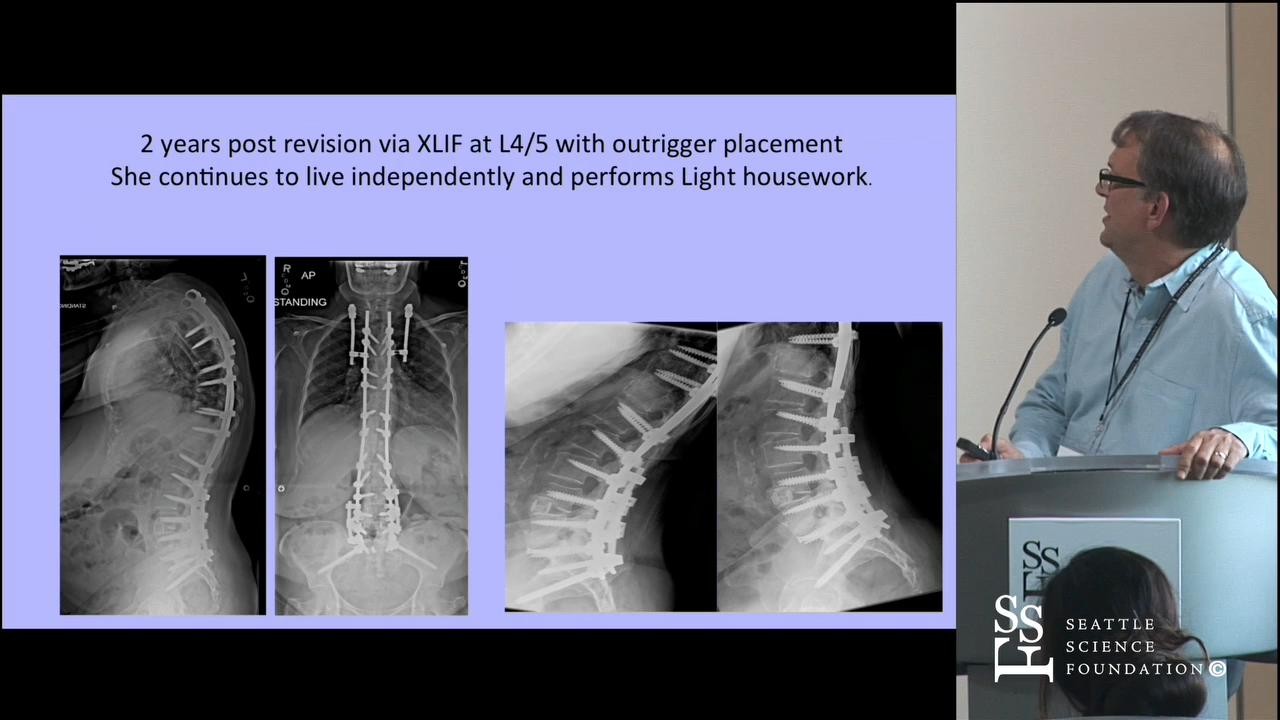 2 years post revision via XLIF at L4/5 with outrigger placement
She continues to live independently and performs Light housework.
R
AP
STANDING
L
SSF
SEATTLE
SCIENCE
FOUNDATION©